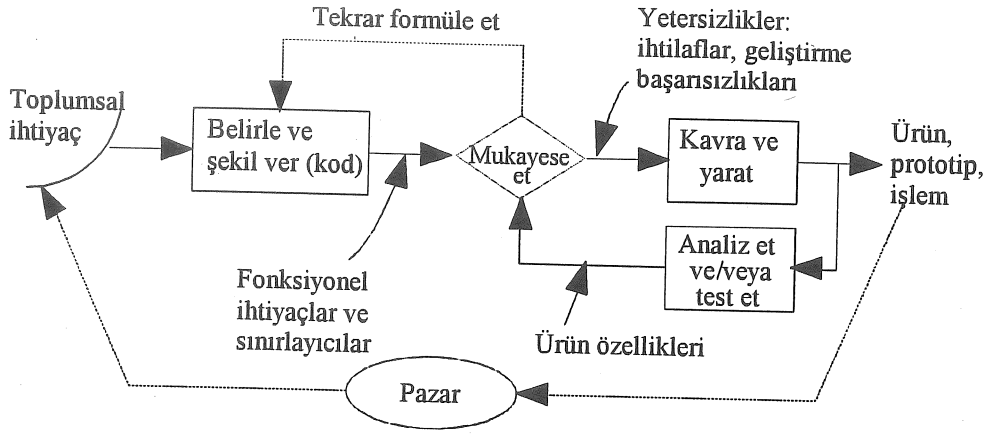 Tekrar formüle et
Yetersizlikler:
ihtilaflar, geliştirme
başarısızlıkları
Toplumsal
ihtiyaç
Belirle ve
şekil ver (kod)
Mukayese
et
Kavra ve
yarat
Ürün,
prototip,
işlem
Analiz et
ve/veya
test et
Fonksiyonel
ihtiyaçlar ve
sınırlayıcılar
Ürün özellikleri
Pazar